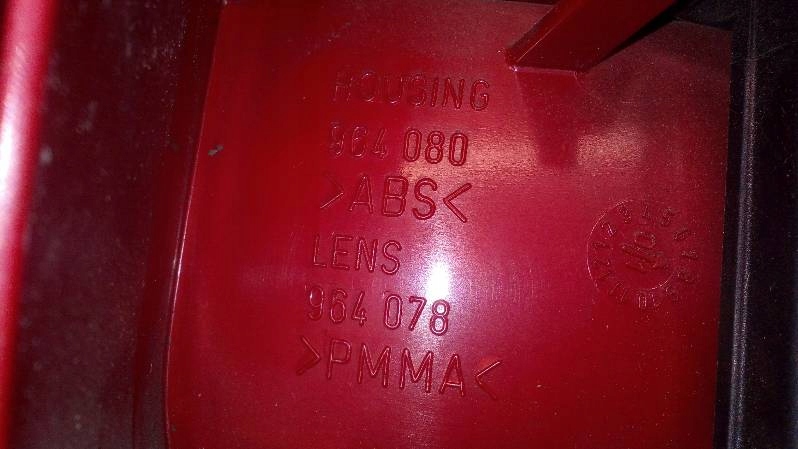 HOUSING
964 080
>ABS<
LENS
964 078
>PMMA<